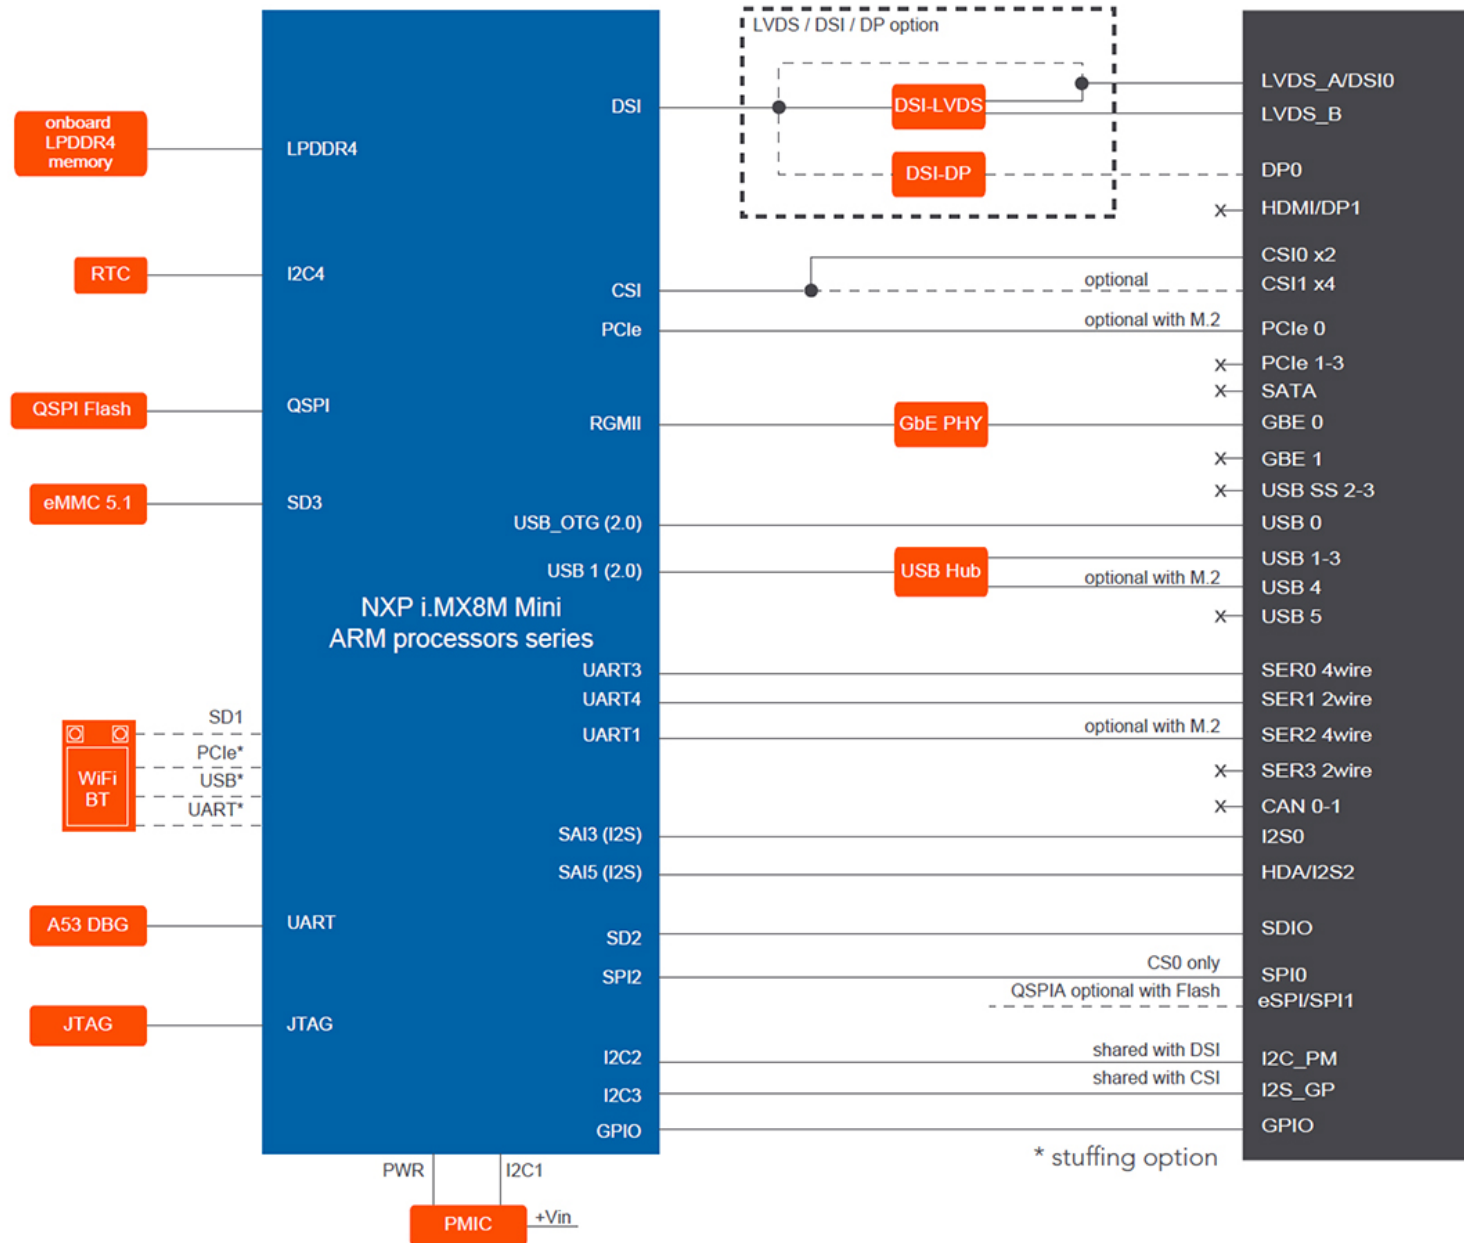 LVDS / DSI / DP option
onboard
LPDDR4
memory
RTC
QSPI Flash
eMMC 5.1
SD1
PCIe*
USB*
UART*
WiFi
BT
A53 DBG
JTAG
LPDDR4
I2C4
QSPI
SD3
UART
JTAG
NXP i.MX8M Mini
ARM processors series
DSI
CSI
PCIe
RGMII
USB_OTG (2.0)
USB 1 (2.0)
UART3
UART4
UART1
SAI3 (I2S)
SAI5 (I2S)
SD2
SPI2
I2C2
I2C3
GPIO
DSI-LVDS
DSI-DP
optional
optional with M.2
GbE PHY
USB Hub
optional with M.2
optional with M.2
CS0 only
QSPIA optional with Flash
shared with DSI
shared with CSI
LVDS_A/DSI0
LVDS_B
DP0
X HDMI/DP1
CSI0 x2
CSI1 x4
PCIe 0
X PCIe 1-3
X SATA
GBE 0
X GBE 1
X USB SS 2-3
USB 0
USB 1-3
USB 4
X USB 5
SER0 4wire
SER1 2wire
SER2 4wire
X SER3 2wire
X CAN 0-1
I2S0
HDA/I2S2
SDIO
SPI0
eSPI/SPI1
I2C_PM
I2S_GP
GPIO
* stuffing option
PWR
I2C1
PMIC
+Vin